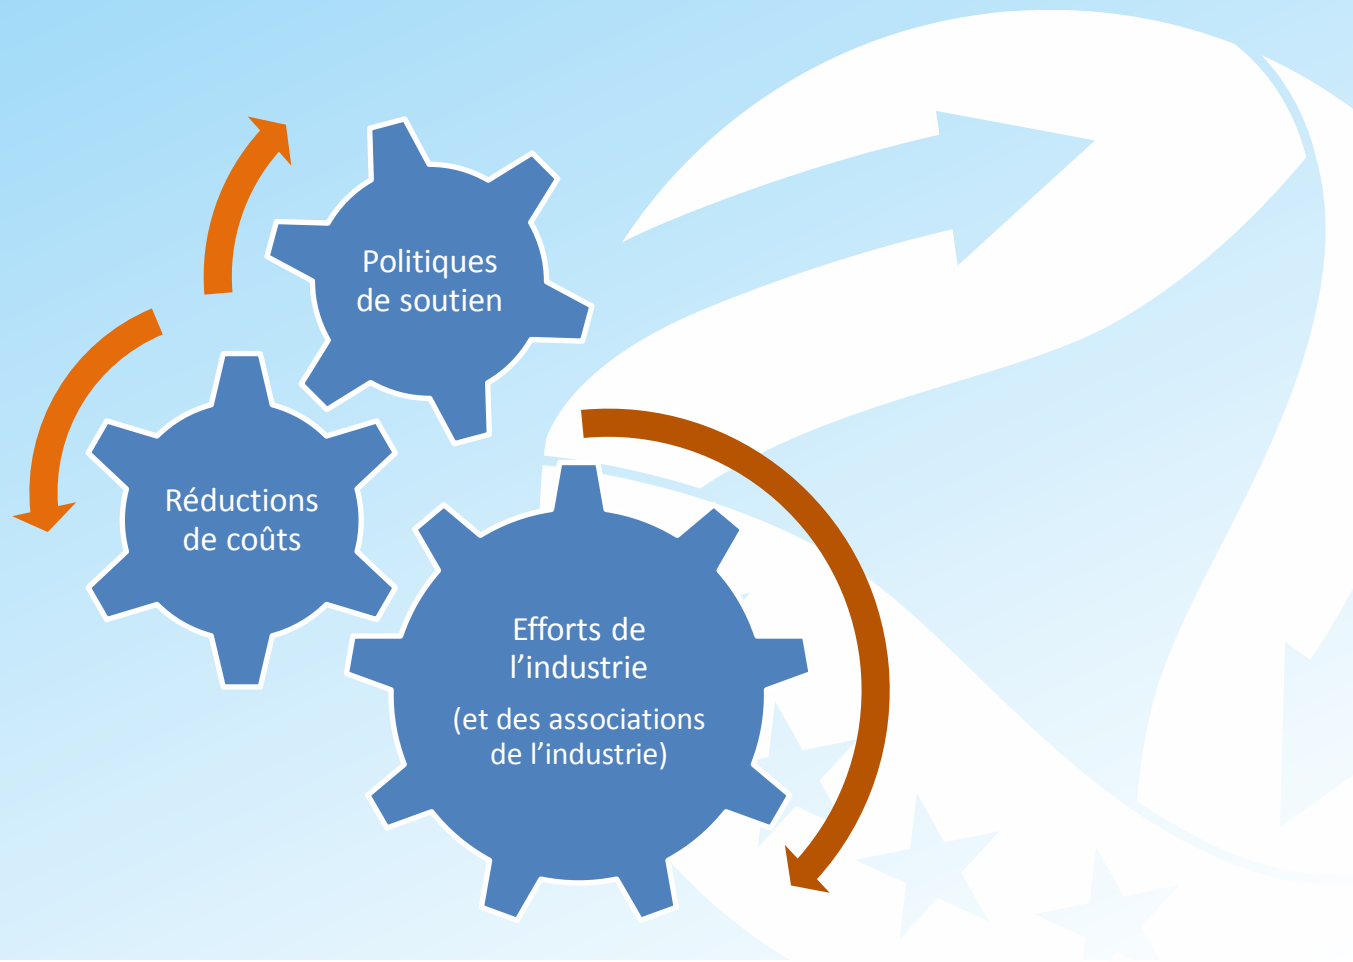 Politiques
de soutien
Réductions
de coûts
Efforts de
l’industrie
(et des associations
de l’industrie)